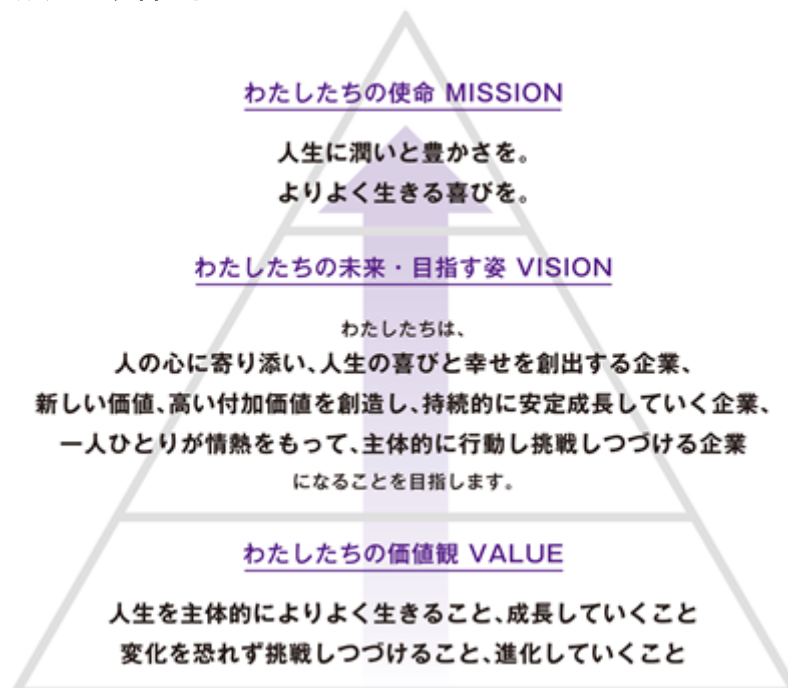 わたしたちの使命 MISSION
人生に潤いと豊かさを。
よりよく生きる喜びを。
わたしたちの未来・目指す姿 VISION
わたしたちは、
人の心に寄り添い、人生の喜びと幸せを創出する企業、
新しい価値、高い付加価値を創造し、持続的に安定成長していく企業、
一人ひとりが情熱をもって、主体的に行動し挑戦しつづける企業
になることを目指します。
わたしたちの価値観 VALUE
人生を主体的によりよく生きること、成長していくこと
変化を恐れず挑戦しつづけること、進化していくこと